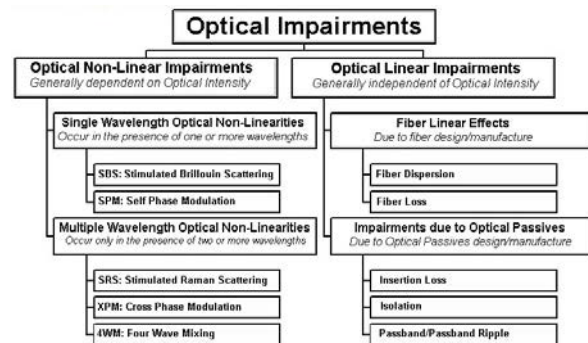 Optical Impairments
Optical Non-Linear Impairments
Generally dependent on Optical Intensity
Single Wavelength Optical Non-Linearities
Occur in the presence of one or more wavelengths
SBS: Stimulated Brillouin Scattering
SPM: Self Phase Modulation
Multiple Wavelength Optical Non-Linearities
Occur only in the presence of two or more wavelengths
SRS: Stimulated Raman Scattering
XPM: Cross Phase Modulation
4WM: Four Wave Mixing
Optical Linear Impairments
Generally independent of Optical Intensity
Fiber Linear Effects
Due to fiber design/manufacture
Fiber Dispersion
Fiber Loss
Impairments due to Optical Passives
Due to Optical Passives design/manufacture
Insertion Loss
Isolation
Passband/Passband Ripple